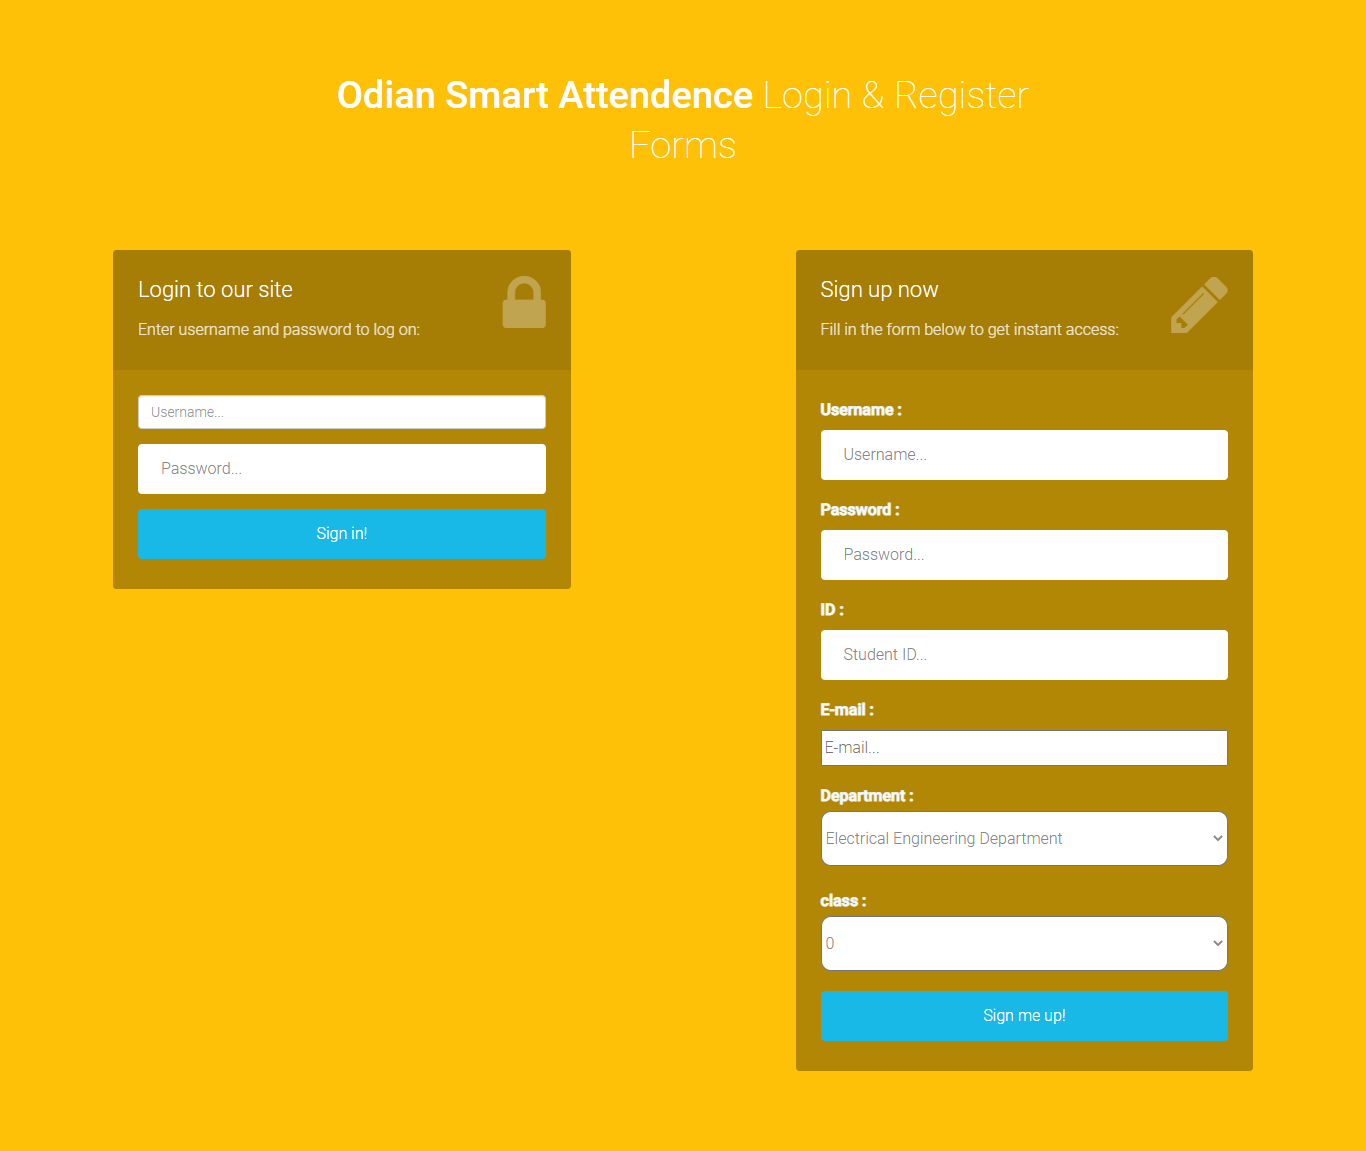 Odian Smart Attendence Login & Register
Forms
Login to our site
Enter username and password to log on:
Username...
Password...
Sign in!
Sign up now
Fill in the form below to get instant access:
Username :
Username...
Password :
Password...
ID :
Student ID...
E-mail :
E-mail...
Department :
Electrical Engineering Department
class :
0
Sign me up!